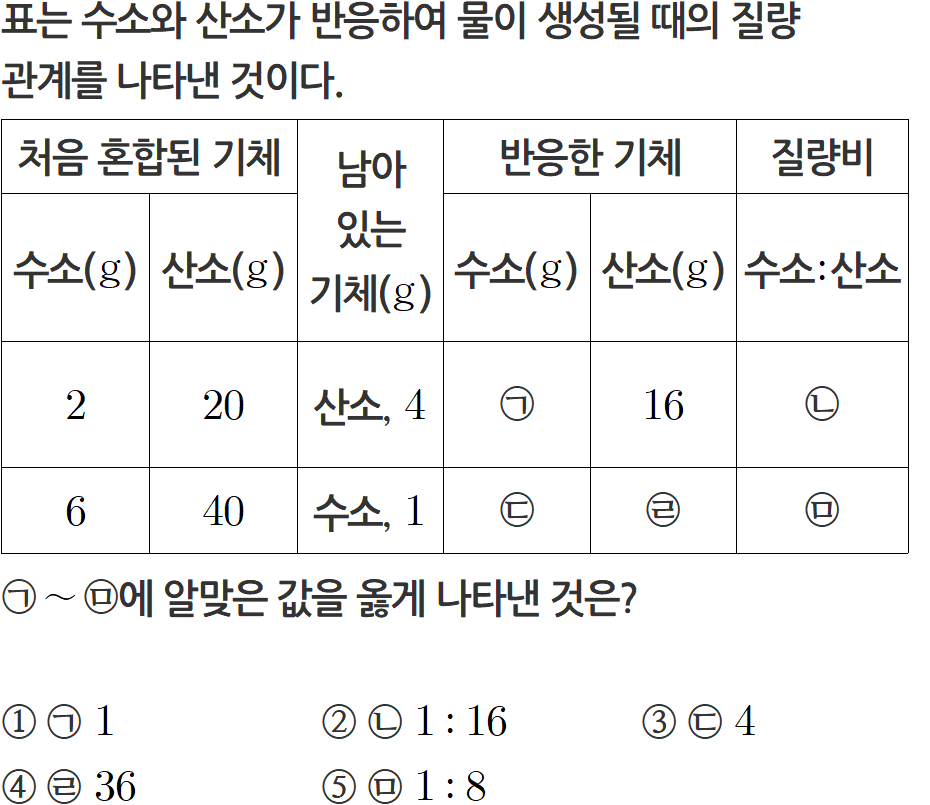 표는 수소와 산소가 반응하여 물이 생성될 때의 질량
관계를 나타낸 것이다.
처음 혼합된 기체 남아 있는 기체(g) 반응한 기체 질량비
수소(g) 산소(g) 수소(g) 산소(g) 수소:산소
2 20 산소, 4 ㉠ 16 ㉡
6 40 수소, 1 ㉢ ㉣ ㉤
㉠ ~ ㉤에 알맞은 값을 옳게 나타낸 것은?
① ㉠ 1 ② ㉡ 1 : 16 ③ ㉢ 4
④ ㉣ 36 ⑤ ㉤ 1 : 8